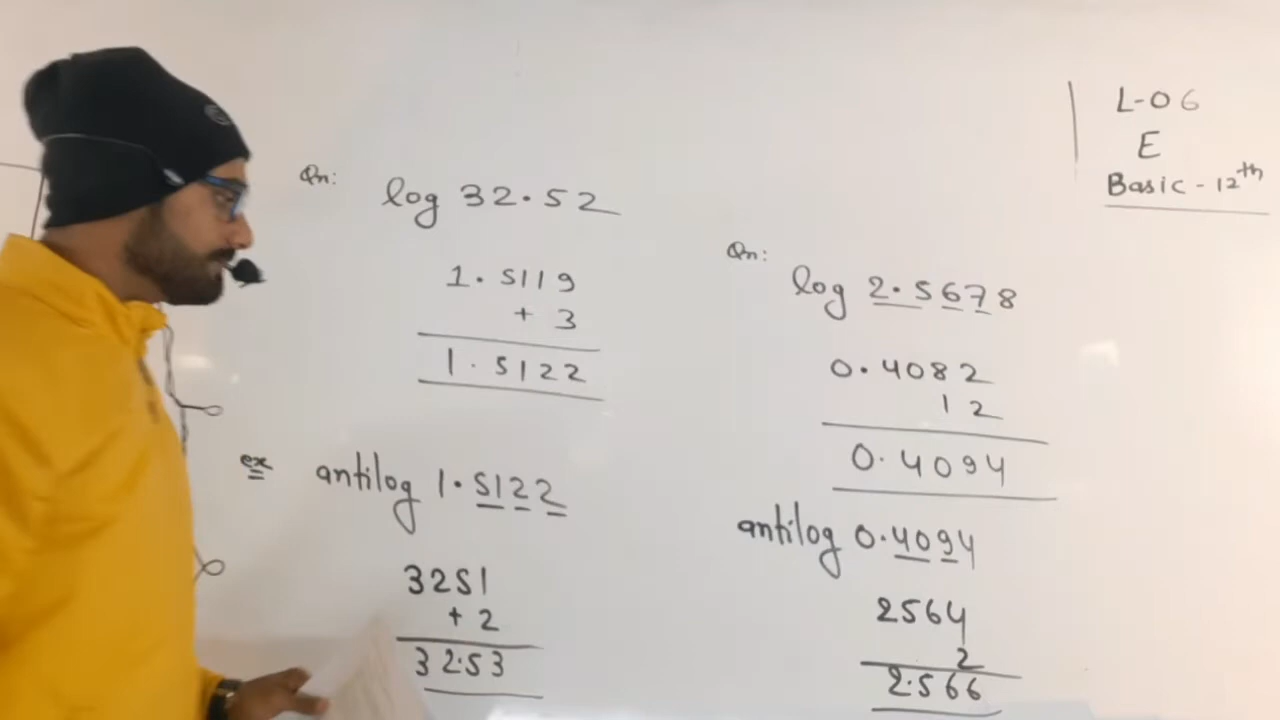 Qn: log 32.52
1.5119
+ 3
1.5122
ex antilog 1.5122
3251
+ 2
32.53
Qn: log 2.5678
0.4082
12
0.4094
antilog 0.4094
2564
2
2.566
L-06
E
Basic - 12th